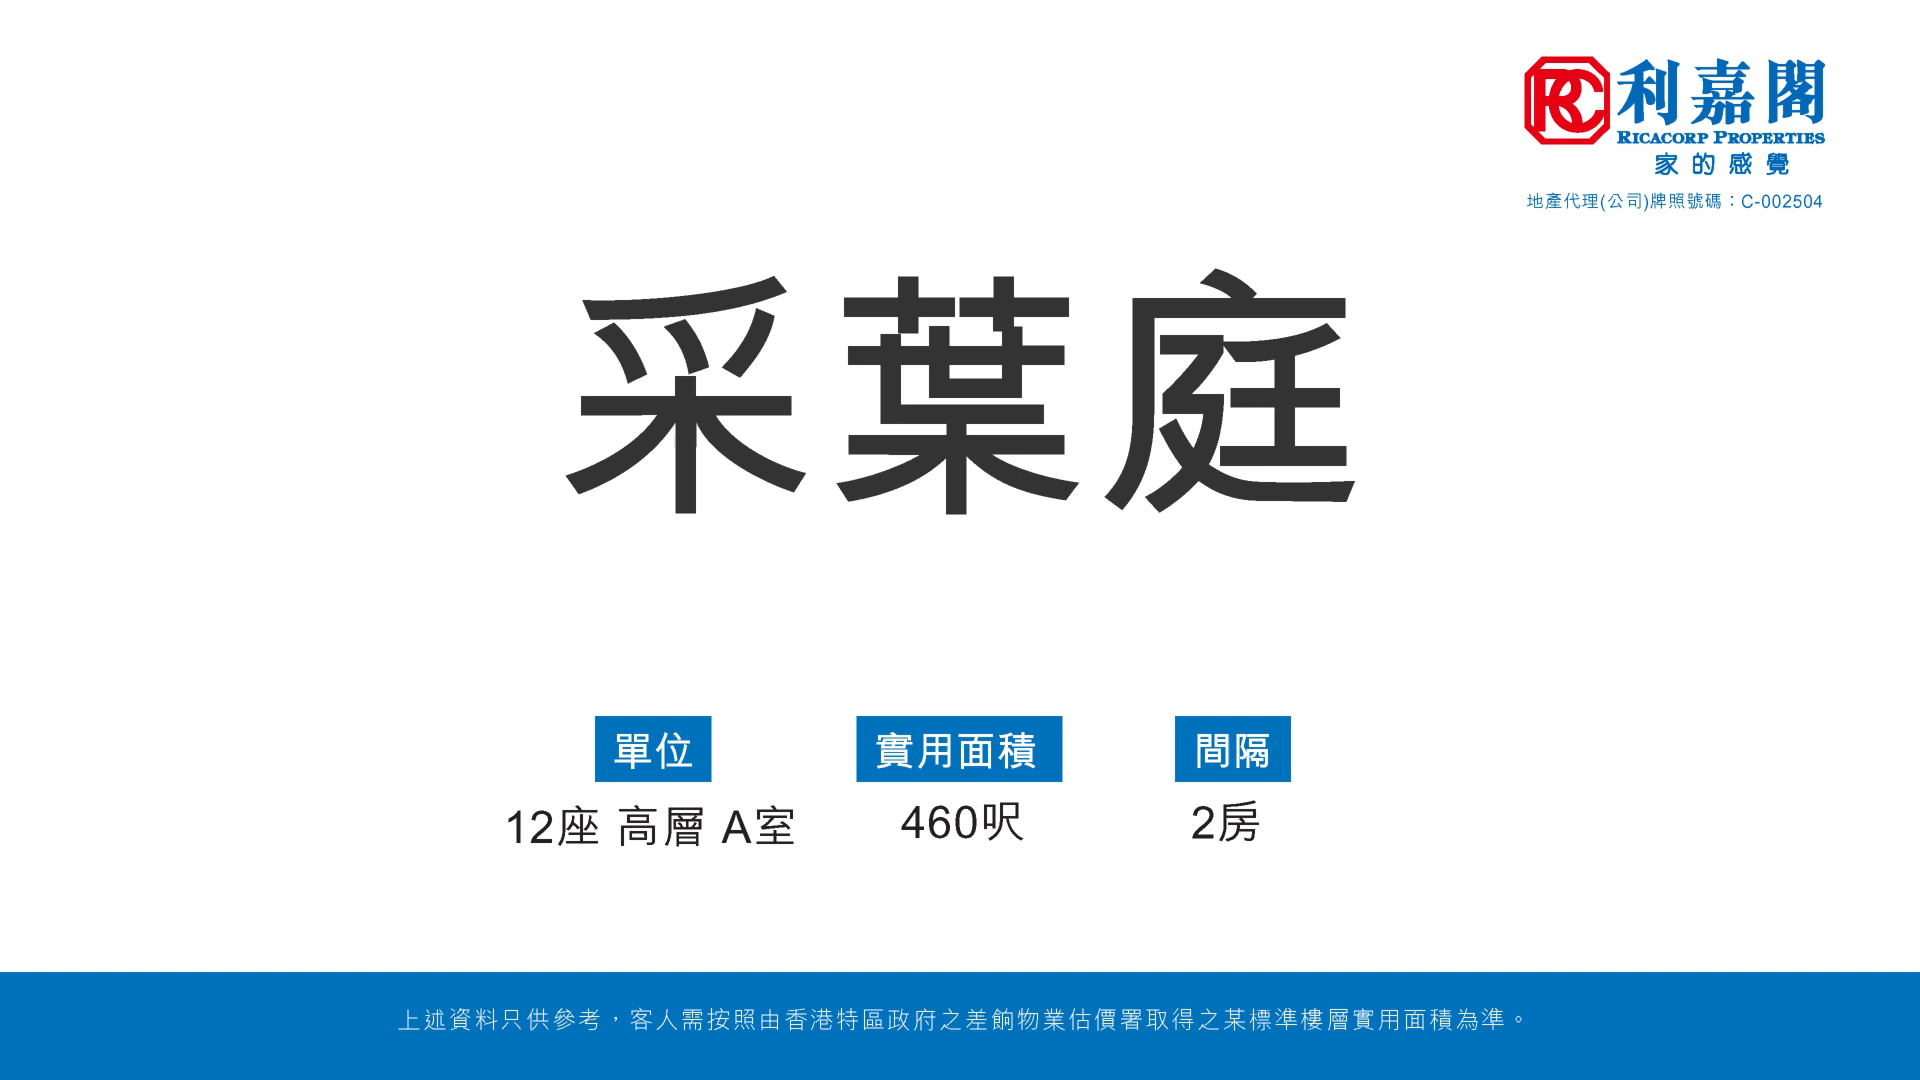 RC 利嘉閣
RICACORP PROPERTIES
家的感覺
地產代理(公司)牌照號碼：C-002504
采葉庭
單位 實用面積 間隔
12座 高層 A室 460呎 2房
上述資料只供參考，客人需按照由香港特區政府之差餉物業估價署取得之某標準樓層實用面積為準。